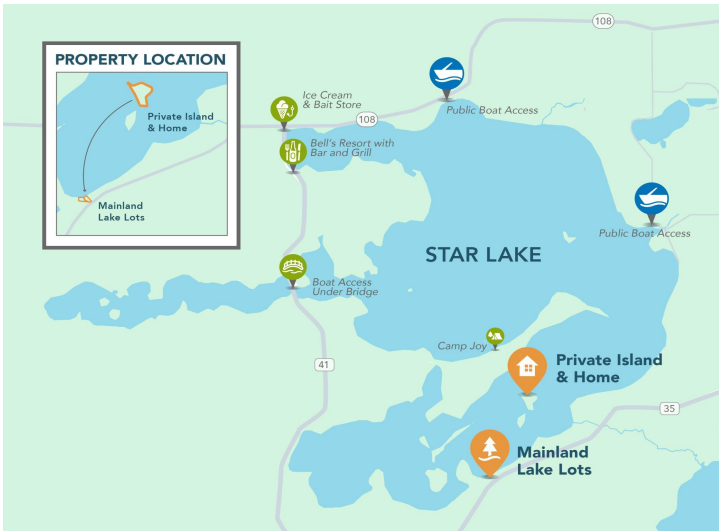 PROPERTY LOCATION
Private Island
& Home
Mainland
Lake Lots
108
Ice Cream
& Bait Store
108
Public Boat Access
Bell's Resort with
Bar and Grill
Public Boat Access
STAR LAKE
Boat Access
Under Bridge
Camp Joy
41
Private Island
& Home
35
Mainland
Lake Lots